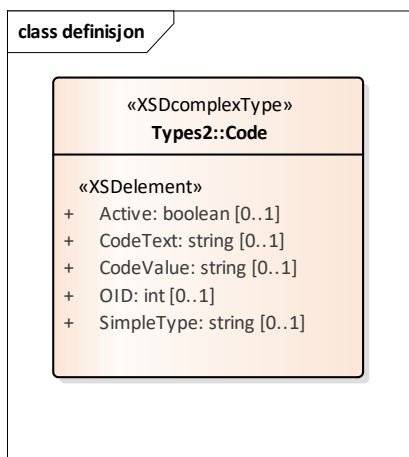 class definisjon
«XSDcomplexType»
Types2::Code
«XSDelement»
+ Active: boolean [0..1]
+ CodeText: string [0..1]
+ CodeValue: string [0..1]
+ OID: int [0..1]
+ SimpleType: string [0..1]